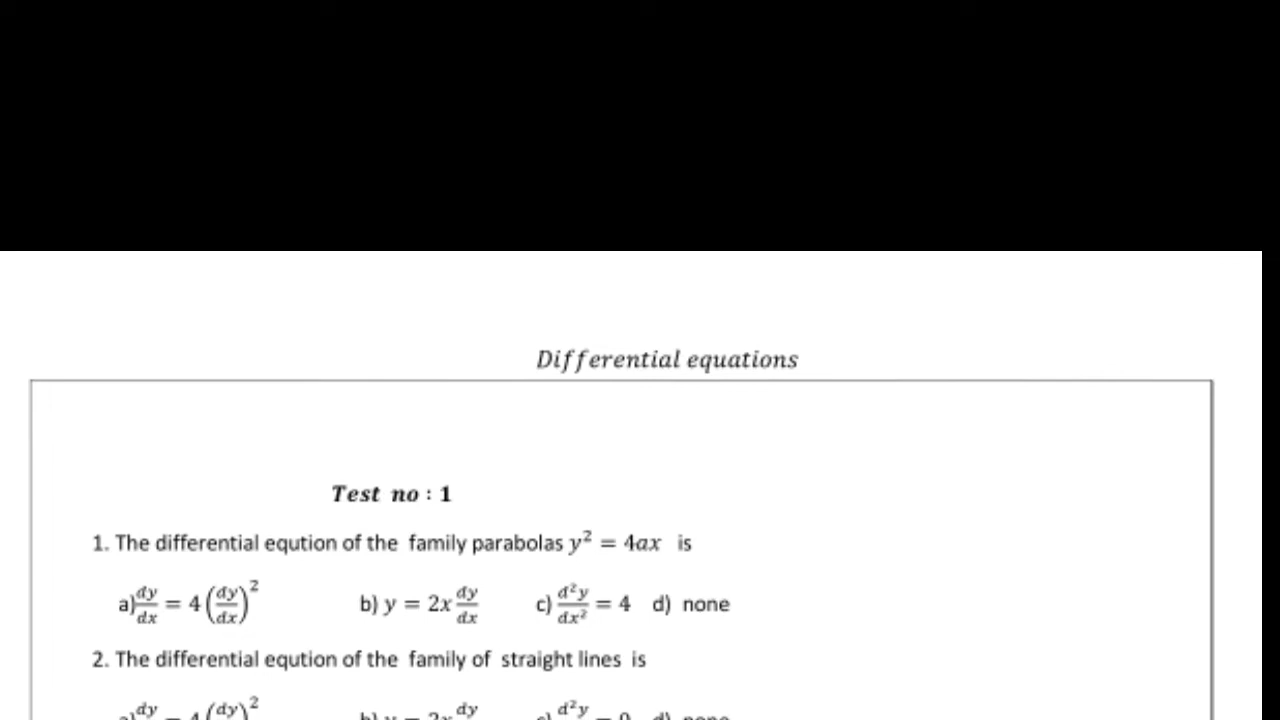 Differential equations
Test no : 1
1. The differential eqution of the family parabolas y² = 4ax is
a) dy/dx = 4 (dy/dx)² b) y = 2x dy/dx c) d²y/dx² = 4 d) none
2. The differential eqution of the family of straight lines is